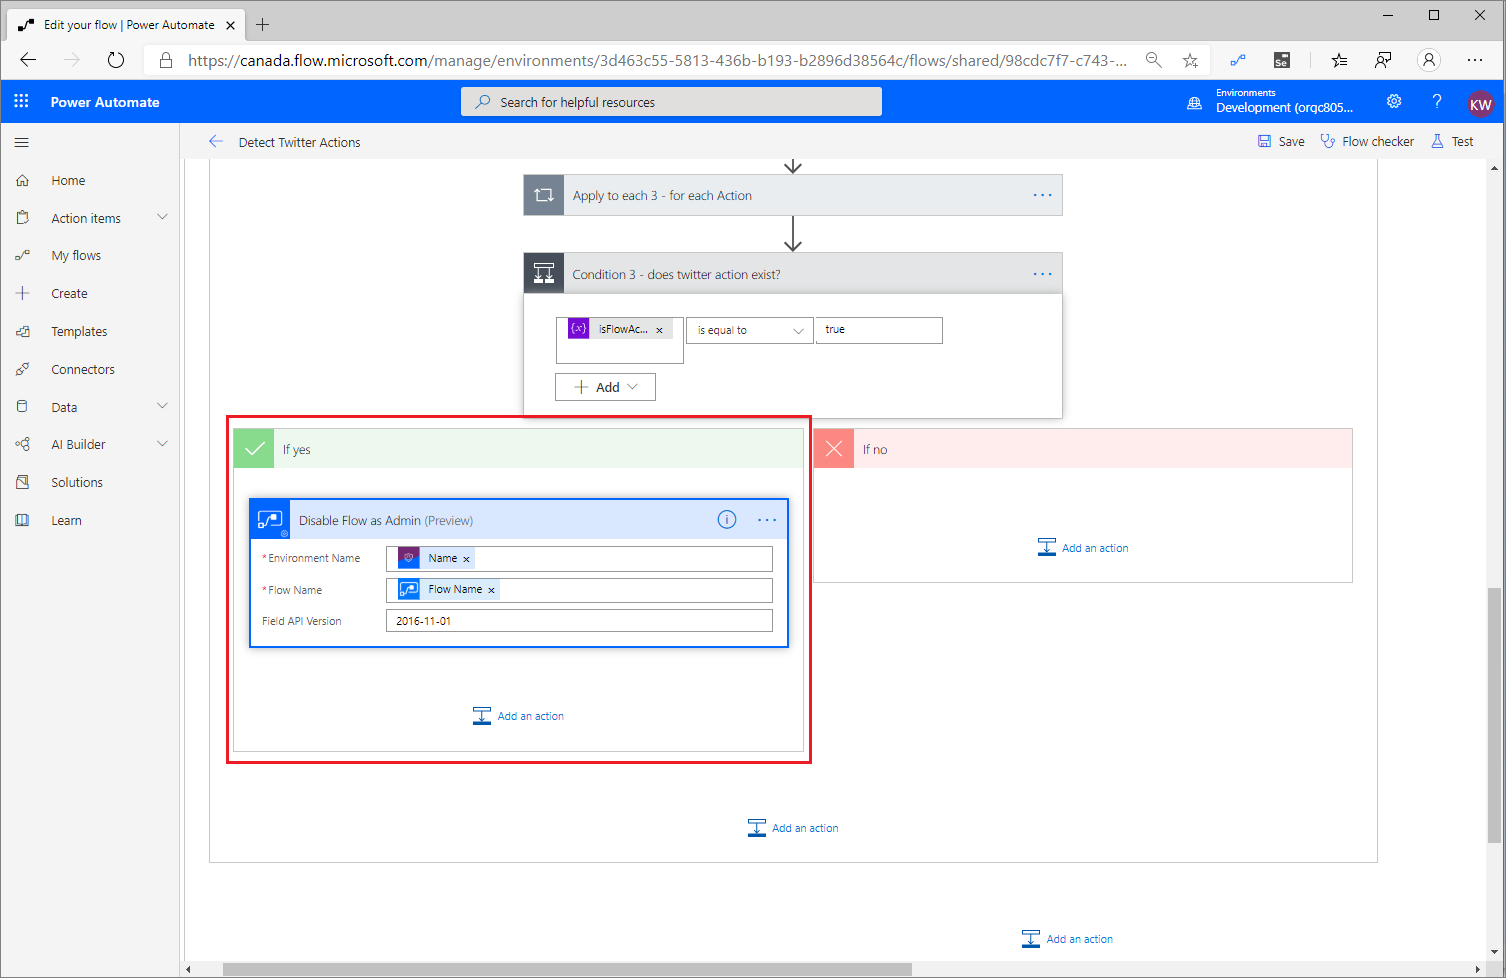 Edit your flow | Power Automate
https://canada.flow.microsoft.com/manage/environments/3d463c55-5813-436b-b193-b2896d38564c/flows/shared/98cdc7f7-c743-...
Se
Power Automate
Search for helpful resources
Environments
Development (orqc805...
?
KW
Detect Twitter Actions
Save
Flow checker
Test
Home
Action items
My flows
Create
Templates
Connectors
Data
AI Builder
Solutions
Learn
Apply to each 3 - for each Action
...
Condition 3 - does twitter action exist?
...
{x} isFlowAc... x
is equal to
true
+ Add
If yes
Disable Flow as Admin (Preview)
...
* Environment Name
Name x
* Flow Name
Flow Name x
Field API Version
2016-11-01
Add an action
If no
Add an action
Add an action
Add an action